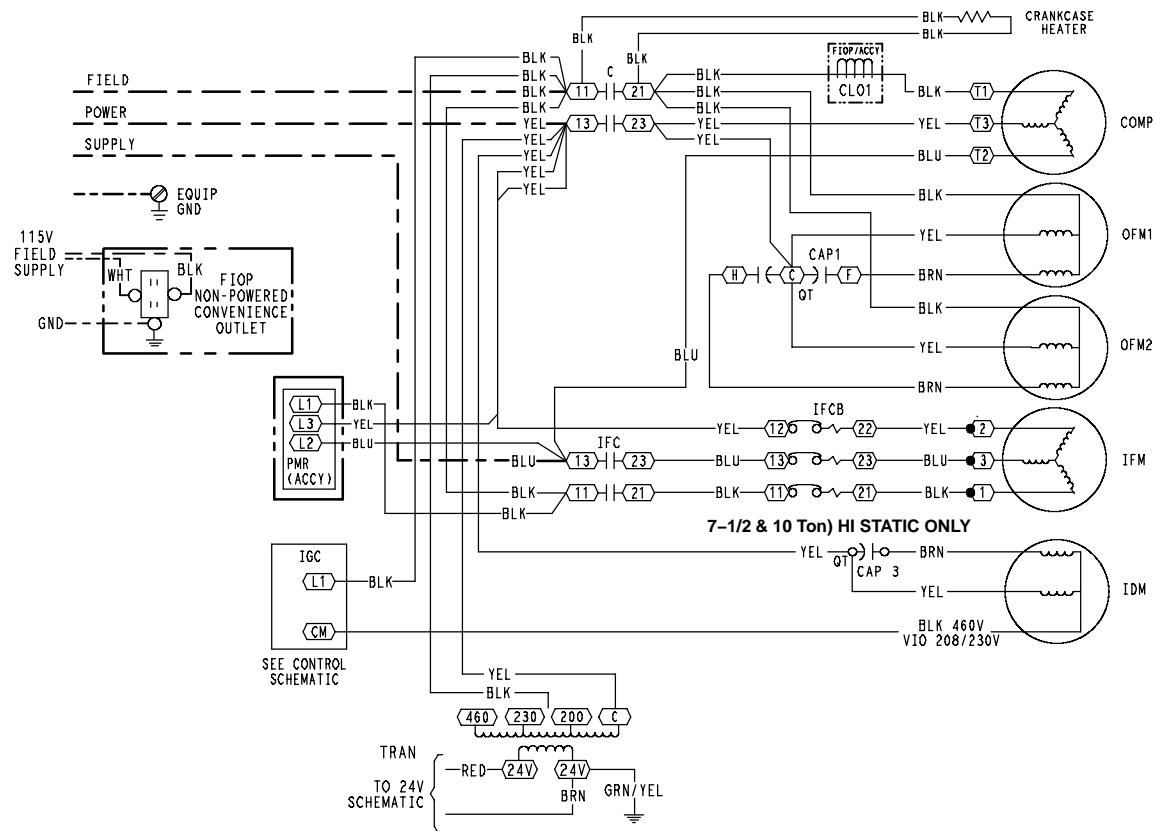 BLK
CRANKCASE
HEATER
BLK
BLK
BLK
FIOP/ACCY
CLO1
BLK
C
BLK
FIELD
BLK
BLK
11
21
BLK
BLK
T1
BLK
BLK
POWER
YEL
13
23
YEL
YEL
T3
COMP
YEL
YEL
SUPPLY
YEL
BLU
T2
YEL
YEL
EQUIP
GND
BLK
115V
FIELD
SUPPLY
WHT
BLK
FIOP
NON-POWERED
CONVENIENCE
OUTLET
GND
YEL
OFM1
CAP1
H
C
F
BRN
QT
BLK
BLU
YEL
OFM2
BRN
L1
BLK
L3
YEL
L2
BLU
PMR
(ACCY)
IFCB
YEL
12
22
YEL
2
IFC
BLU
13
23
BLU
13
23
BLU
3
IFM
BLK
11
21
BLK
11
21
BLK
1
BLK
7–1/2 & 10 Ton) HI STATIC ONLY
IGC
YEL
QT
CAP 3
BRN
L1
BLK
YEL
IDM
CM
BLK 460V
VIO 208/230V
SEE CONTROL
SCHEMATIC
YEL
BLK
460
230
200
C
TRAN
RED
24V
24V
TO 24V
SCHEMATIC
BRN
GRN/YEL